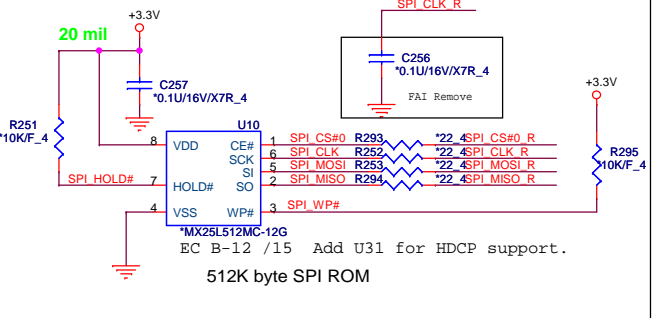 SPI_CLK_R
+3.3V
20 mil
C256
*0.1U/16V/X7R_4
FAI Remove
C257
*0.1U/16V/X7R_4
+3.3V
R251
*10K/F_4
U10
8 VDD CE# 1 SPI_CS#0 R293 *22_4 SPI_CS#0_R
SCK 6 SPI_CLK R252 *22_4 SPI_CLK_R
SI 5 SPI_MOSI R253 *22_4 SPI_MOSI_R
SPI_HOLD# 7 HOLD# SO 2 SPI_MISO R294 *22_4 SPI_MISO_R
R295
*10K/F_4
4 VSS WP# 3 SPI_WP#
*MX25L512MC-12G
EC B-12 /15 Add U31 for HDCP support.
512K byte SPI ROM